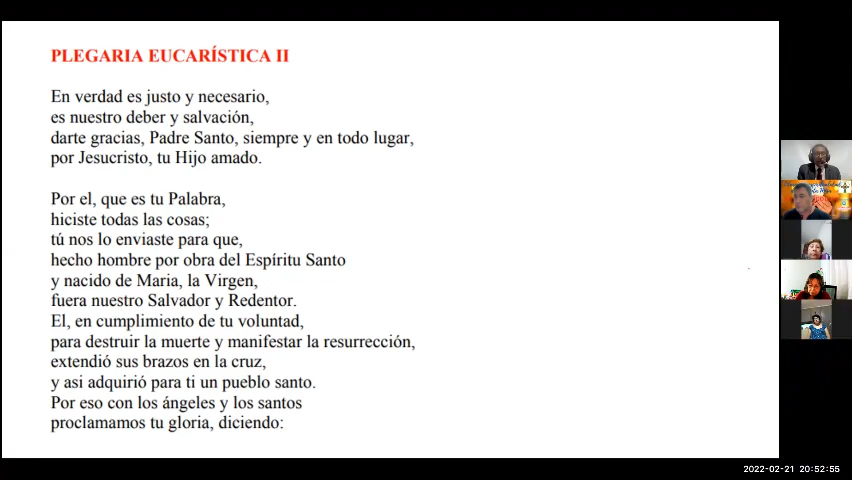 PLEGARIA EUCARÍSTICA II
En verdad es justo y necesario,
es nuestro deber y salvación,
darte gracias, Padre Santo, siempre y en todo lugar,
por Jesucristo, tu Hijo amado.
Por el, que es tu Palabra,
hiciste todas las cosas;
tú nos lo enviaste para que,
hecho hombre por obra del Espíritu Santo
y nacido de Maria, la Virgen,
fuera nuestro Salvador y Redentor.
El, en cumplimiento de tu voluntad,
para destruir la muerte y manifestar la resurrección,
extendió sus brazos en la cruz,
y asi adquirió para ti un pueblo santo.
Por eso con los ángeles y los santos
proclamamos tu gloria, diciendo:
2022-02-21 20:52:55